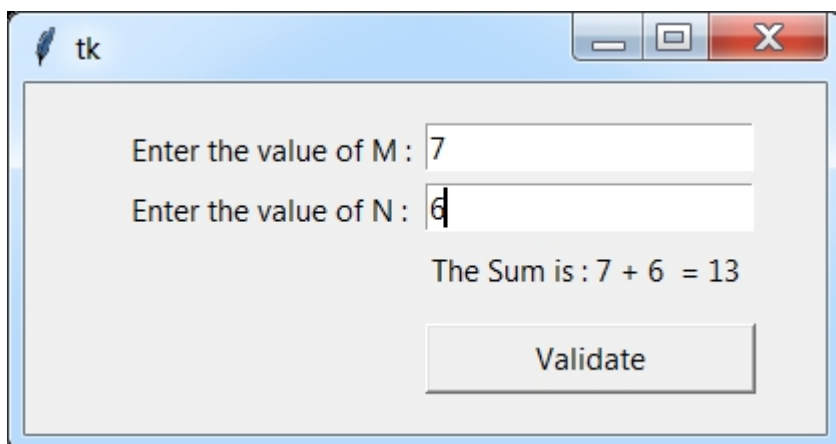 tk
Enter the value of M : 7
Enter the value of N : 6
The Sum is : 7 + 6  = 13
Validate